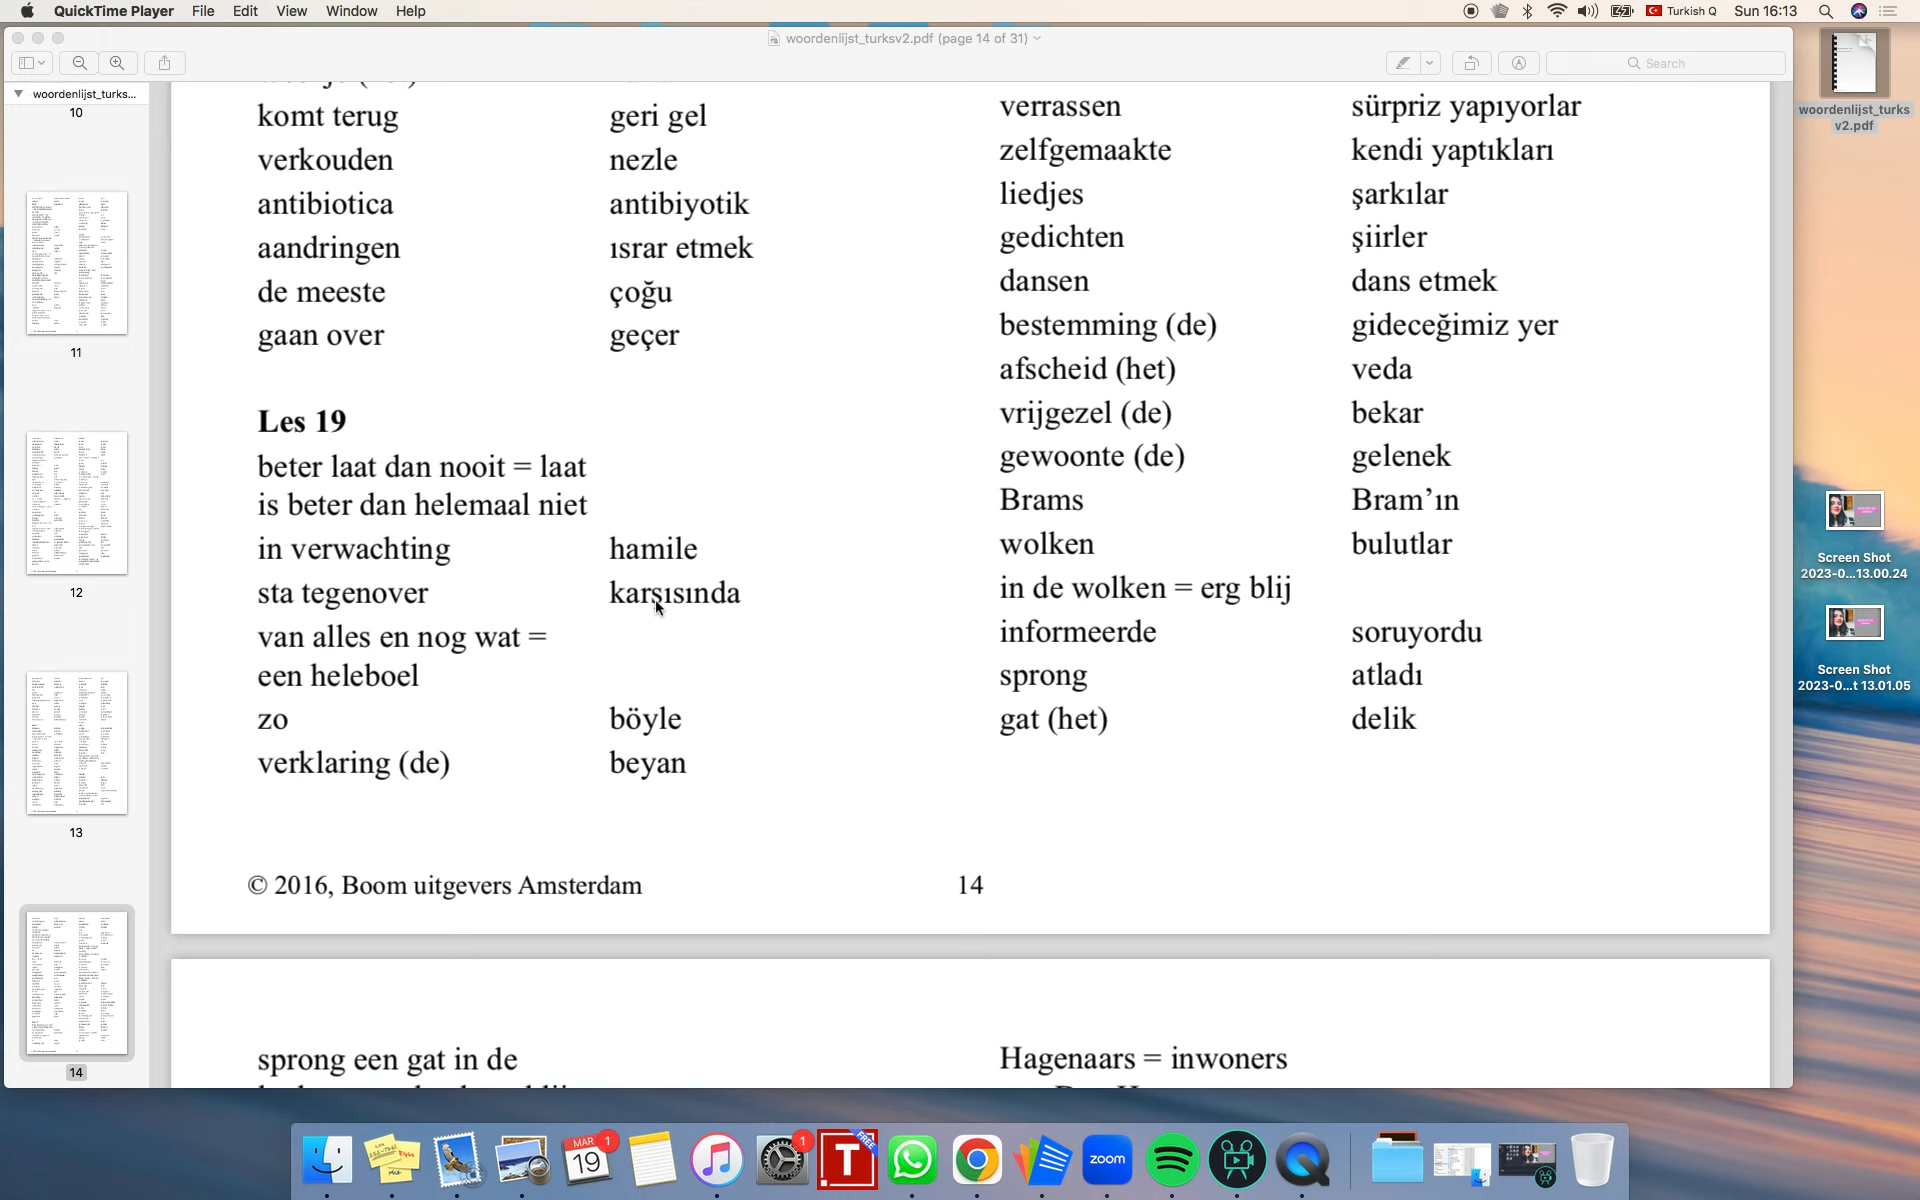 QuickTime Player File Edit View Window Help
Turkish Q Sun 16:13
woordenlijst_turksv2.pdf (page 14 of 31)
Search
woordenlijst_turks...
10
11
12
13
14
komt terug geri gel
verkouden nezle
antibiotica antibiyotik
aandringen ısrar etmek
de meeste çoğu
gaan over geçer
Les 19
beter laat dan nooit = laat
is beter dan helemaal niet
in verwachting hamile
sta tegenover karşısında
van alles en nog wat =
een heleboel
zo böyle
verklaring (de) beyan
verrassen sürpriz yapıyorlar
zelfgemaakte kendi yaptıkları
liedjes şarkılar
gedichten şiirler
dansen dans etmek
bestemming (de) gideceğimiz yer
afscheid (het) veda
vrijgezel (de) bekar
gewoonte (de) gelenek
Brams Bram’ın
wolken bulutlar
in de wolken = erg blij
informeerde soruyordu
sprong atladı
gat (het) delik
© 2016, Boom uitgevers Amsterdam 14
sprong een gat in de
Hagenaars = inwoners
woordenlijst_turks
v2.pdf
Screen Shot
2023-0...13.00.24
Screen Shot
2023-0...t 13.01.05
MAR 1
19
1
T
FREE
zoom